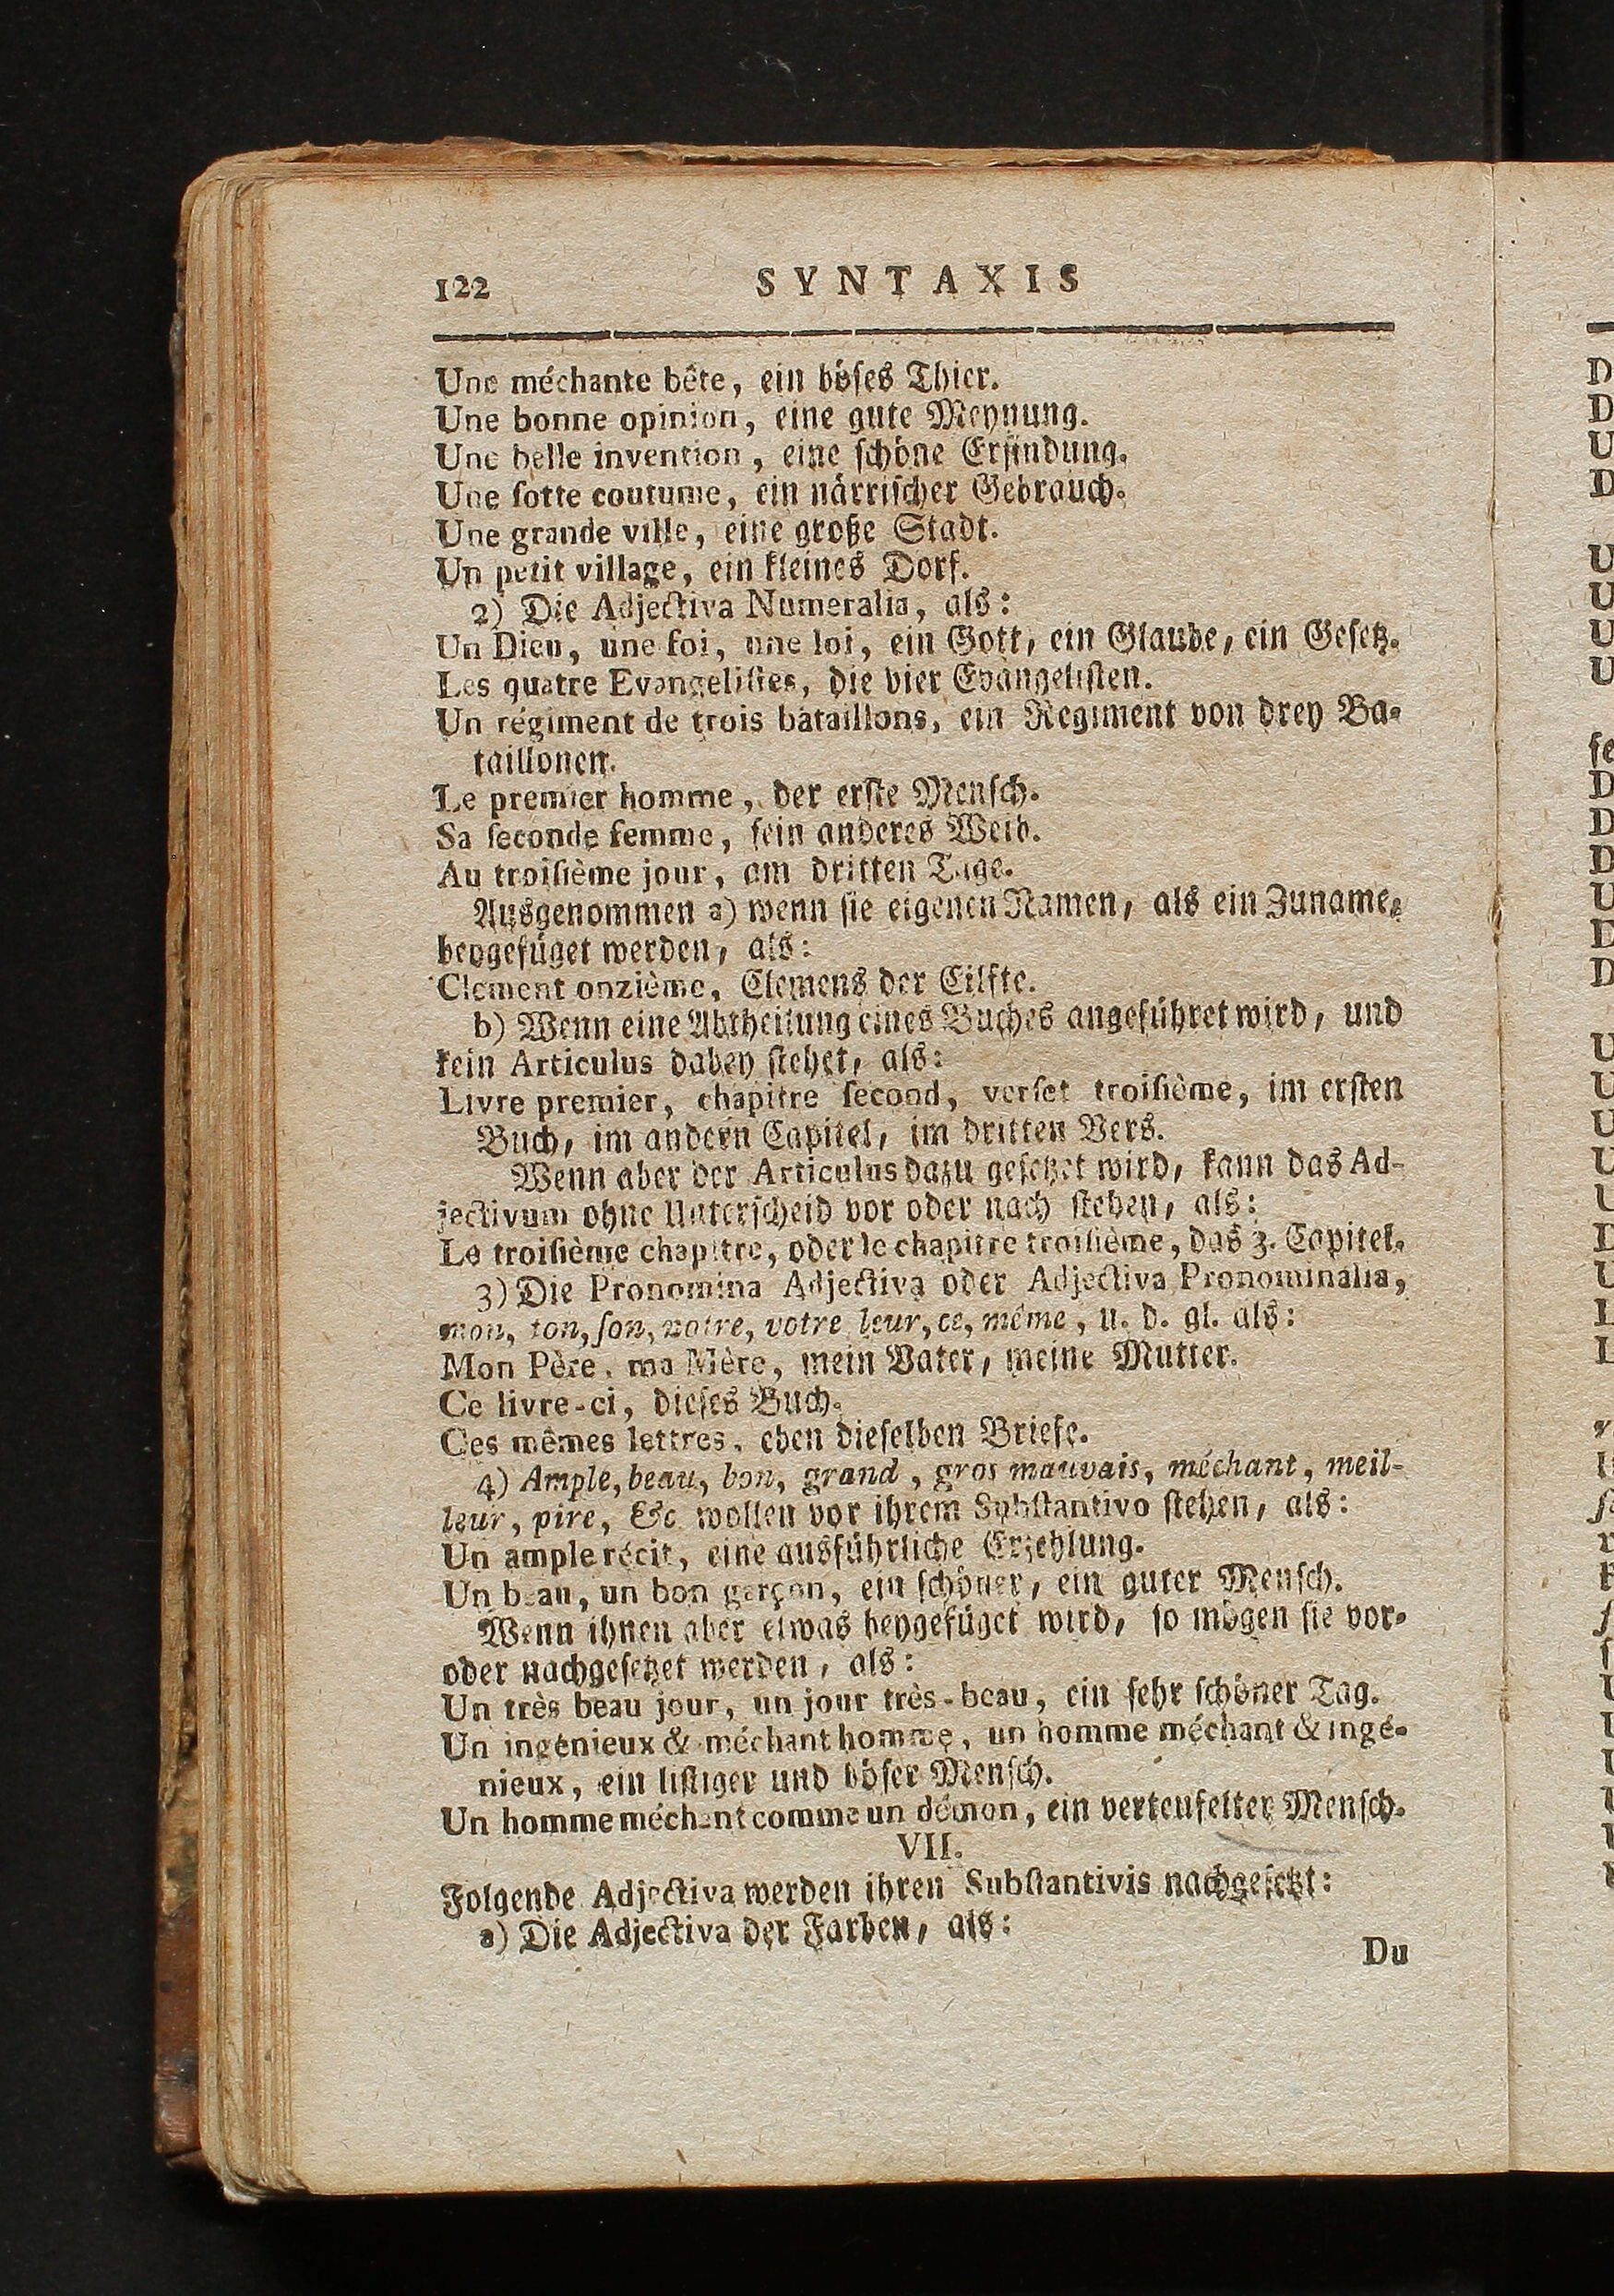 122 SYNTAXIS
Une méchante bête, ein böſes Thier.
Une bonne opinion, eine gute Meynung.
Une belle invention, eine ſchöne Erfindung.
Une ſotte coutume, ein närriſcher Gebrauch.
Une grande ville, eine große Stadt.
Un petit village, ein kleines Dorf.
2) Die Adjectiva Numeralia, als:
Un Dieu, une foi, une loi, ein Gott, ein Glaube, ein Geſetz.
Les quatre Evangeliſtes, die vier Evangeliſten.
Un régiment de trois bataillons, ein Regiment von drey Ba-
taillonen.
Le premier homme, der erſte Menſch.
Sa ſeconde femme, ſein anderes Weib.
Au troiſième jour, am dritten Tage.
Ausgenommen a) wenn ſie eigenen Namen, als ein Zuname,
beygefüget werden, als:
Clement onzième, Clemens der Eilfte.
b) Wenn eine Abtheilung eines Buches angeführet wird, und
kein Articulus dabey ſtehet, als:
Livre premier, chapitre ſecond, verſet troiſième, im erſten
Buch, im andern Capitel, im dritten Vers.
Wenn aber der Articulus dazu geſetzet wird, kann das Ad-
jectivum ohne Unterſcheid vor oder nach ſtehen, als:
Le troiſième chapitre, oder le chapitre troiſième, das 3. Capitel.
3) Die Pronomina Adjectiva oder Adjectiva Pronominalia,
mon, ton, ſon, notre, votre leur, ce, même, u. d. gl. als:
Mon Père, ma Mère, mein Vater, meine Mutter.
Ce livre-ci, dieſes Buch.
Ces mêmes lettres, eben dieſelben Briefe.
4) Ample, beau, bon, grand, gros mauvais, méchant, meil-
leur, pire, &c wollen vor ihrem Subſtantivo ſtehen, als:
Un ample récit, eine ausführliche Erzehlung.
Un beau, un bon garçon, ein ſchöner, ein guter Menſch.
Wenn ihnen aber etwas beygefüget wird, ſo mögen ſie vor-
oder nachgeſetzet werden, als:
Un très beau jour, un jour très-beau, ein ſehr ſchöner Tag.
Un ingénieux & méchant homme, un homme méchant & ingé-
nieux, ein liſtiger und böſer Menſch.
Un homme méchant comme un démon, ein verteufelter Menſch.
VII.
Folgende Adjectiva werden ihren Subſtantivis nachgeſetzt:
a) Die Adjectiva der Farben, als:
Du